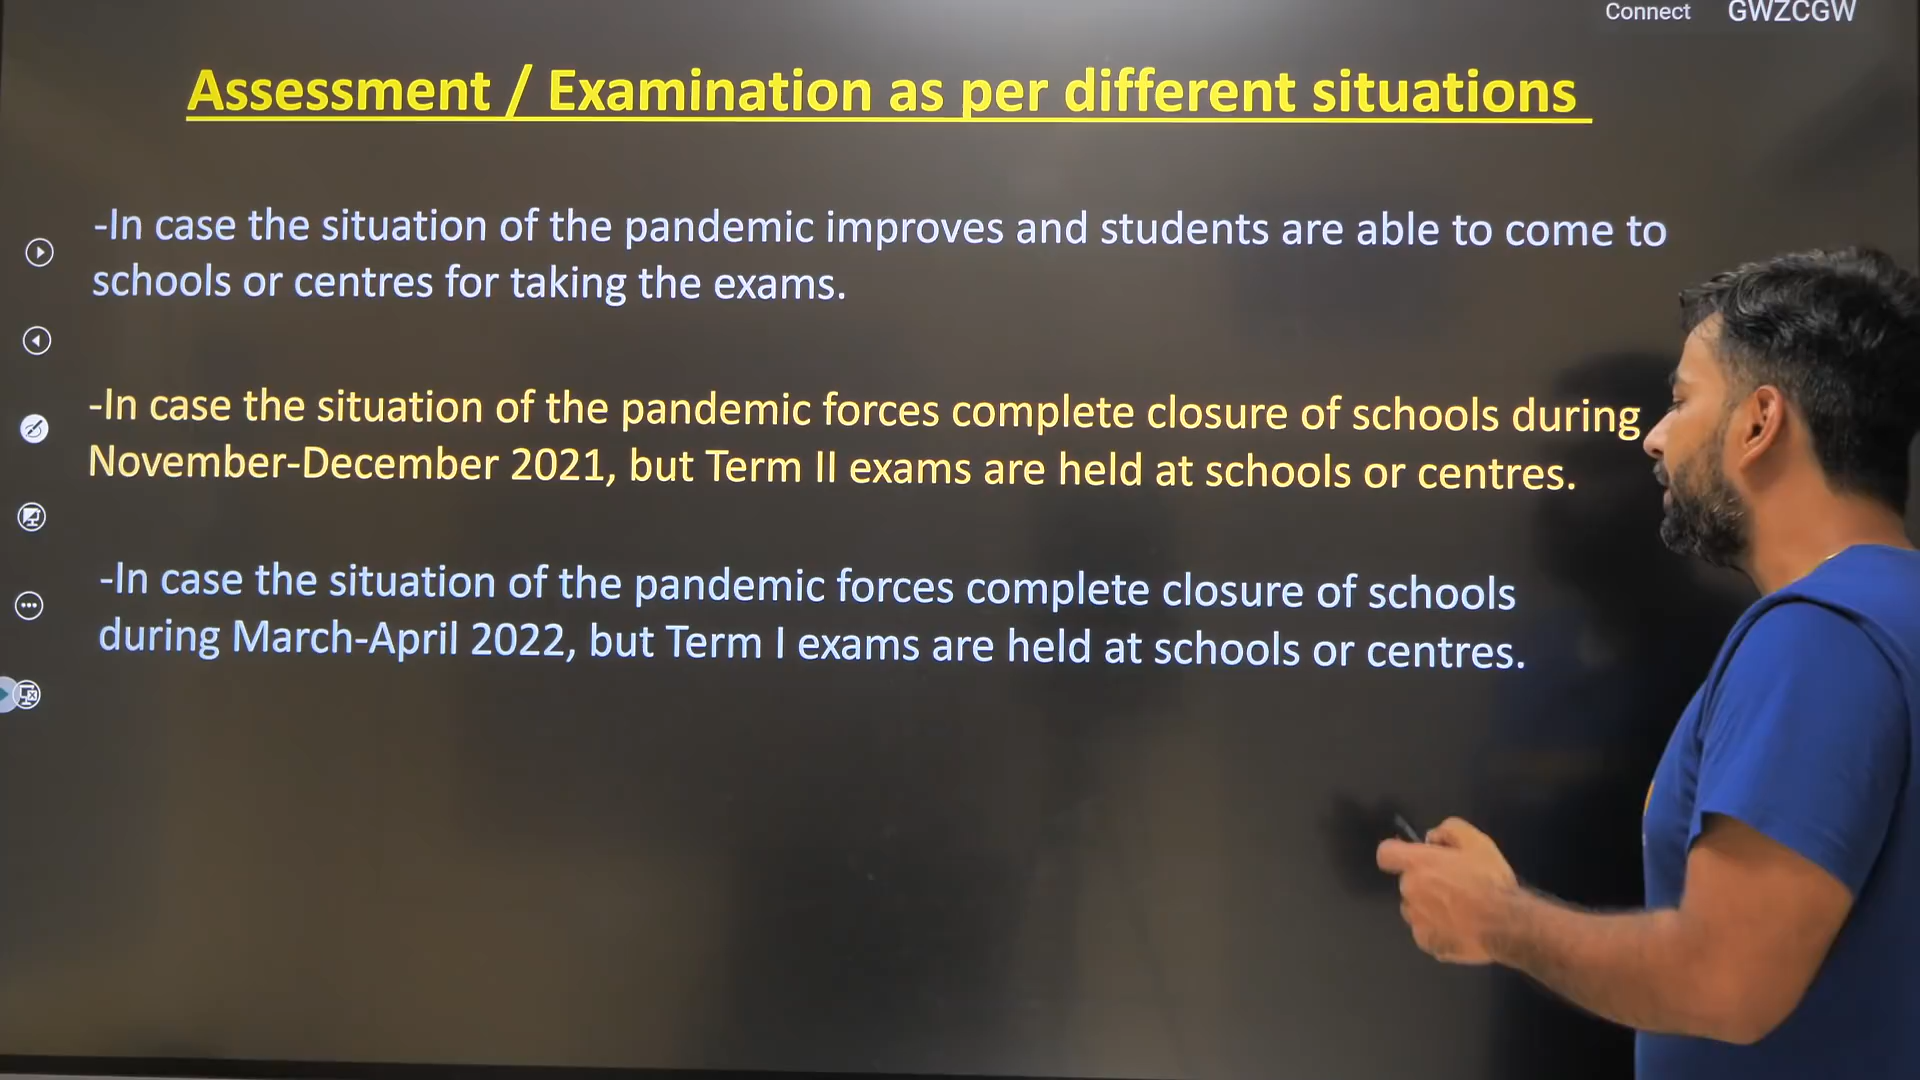 Connect GWZCGW
Assessment / Examination as per different situations
-In case the situation of the pandemic improves and students are able to come to
schools or centres for taking the exams.
-In case the situation of the pandemic forces complete closure of schools during
November-December 2021, but Term II exams are held at schools or centres.
-In case the situation of the pandemic forces complete closure of schools
during March-April 2022, but Term I exams are held at schools or centres.